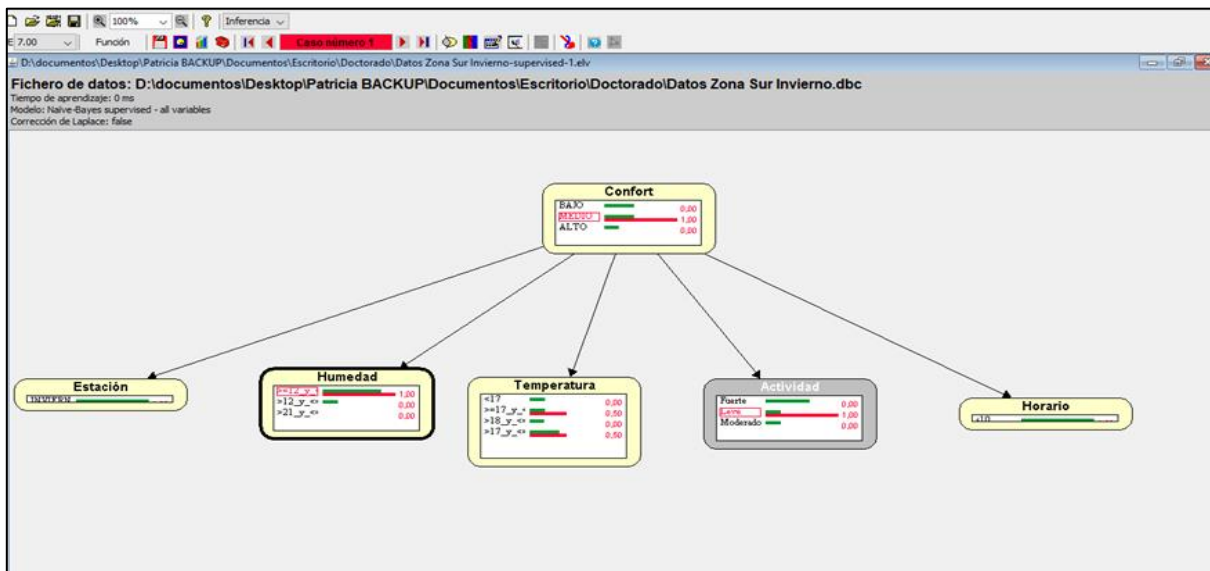 100%
Inferencia
7.00
Función
Caso número 1
D:\documentos\Desktop\Patricia BACKUP\Documentos\Escritorio\Doctorado\Datos Zona Sur Invierno-supervised-1.elv
Fichero de datos: D:\documentos\Desktop\Patricia BACKUP\Documentos\Escritorio\Doctorado\Datos Zona Sur Invierno.dbc
Tiempo de aprendizaje: 0 ms
Modelo: Naïve-Bayes supervised - all variables
Corrección de Laplace: false
Confort
BAJO 0,00
MEDIO 1,00
ALTO 0,00
Estación
INVIERN
Humedad
>=12_y_< 1,00
>12_y_<= 0,00
>21_y_<= 0,00
Temperatura
<17 0,00
>=17_y_< 0,50
>18_y_<= 0,00
>17_y_<= 0,50
Actividad
Fuerte 0,00
Leve 1,00
Moderado 0,00
Horario